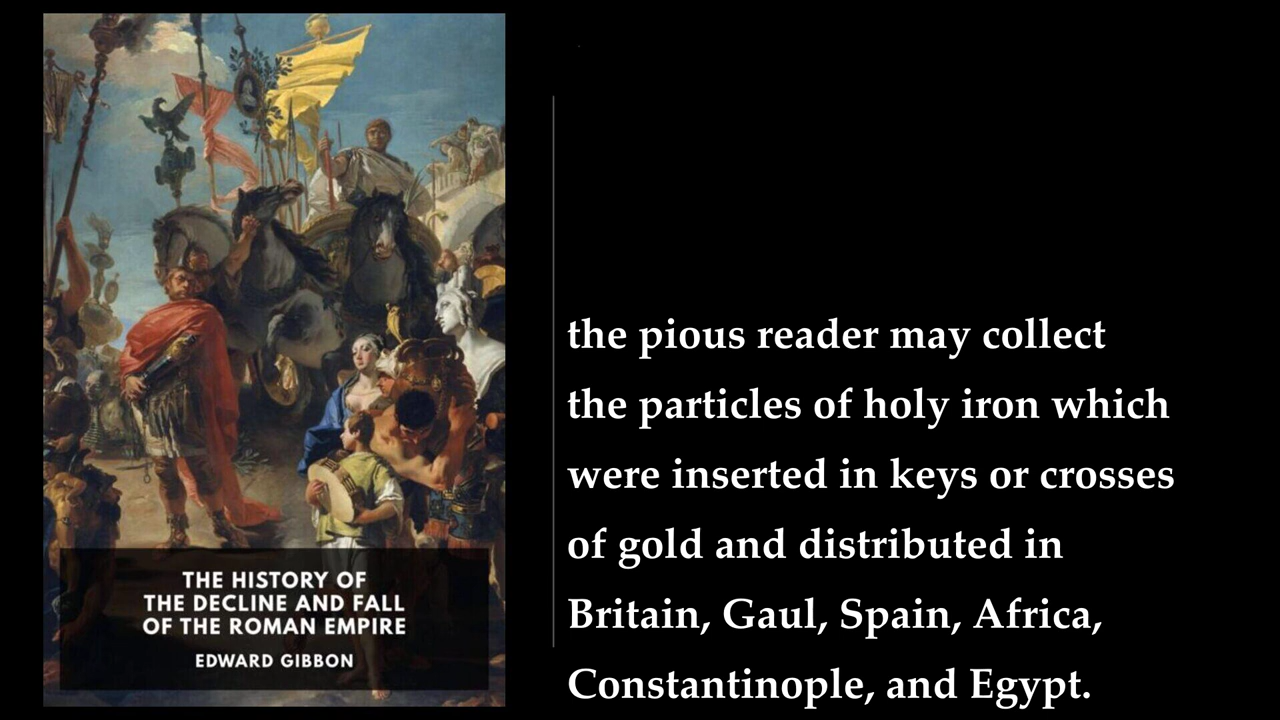 THE HISTORY OF
THE DECLINE AND FALL
OF THE ROMAN EMPIRE
EDWARD GIBBON
the pious reader may collect
the particles of holy iron which
were inserted in keys or crosses
of gold and distributed in
Britain, Gaul, Spain, Africa,
Constantinople, and Egypt.